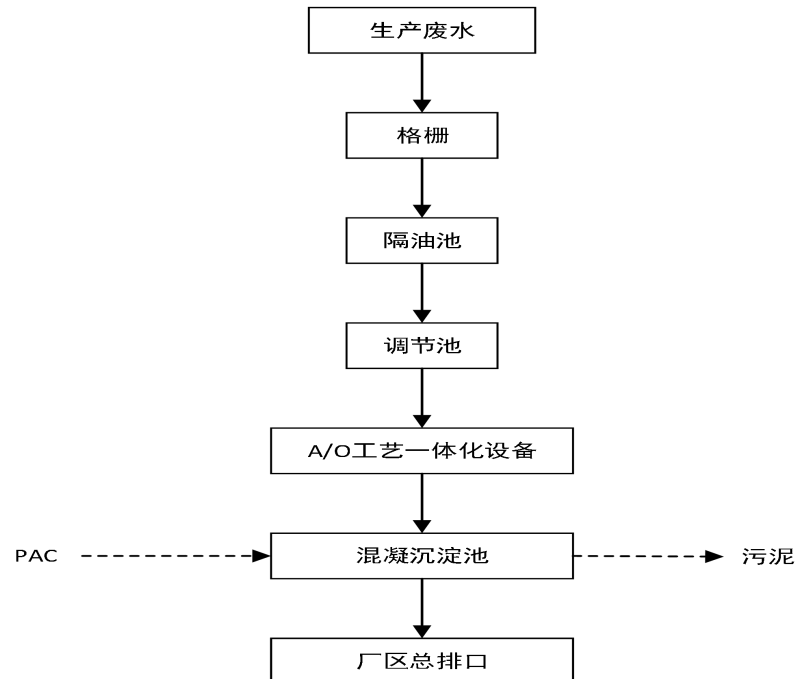 生产废水
格栅
隔油池
调节池
A/O工艺一体化设备
PAC
混凝沉淀池
污泥
厂区总排口